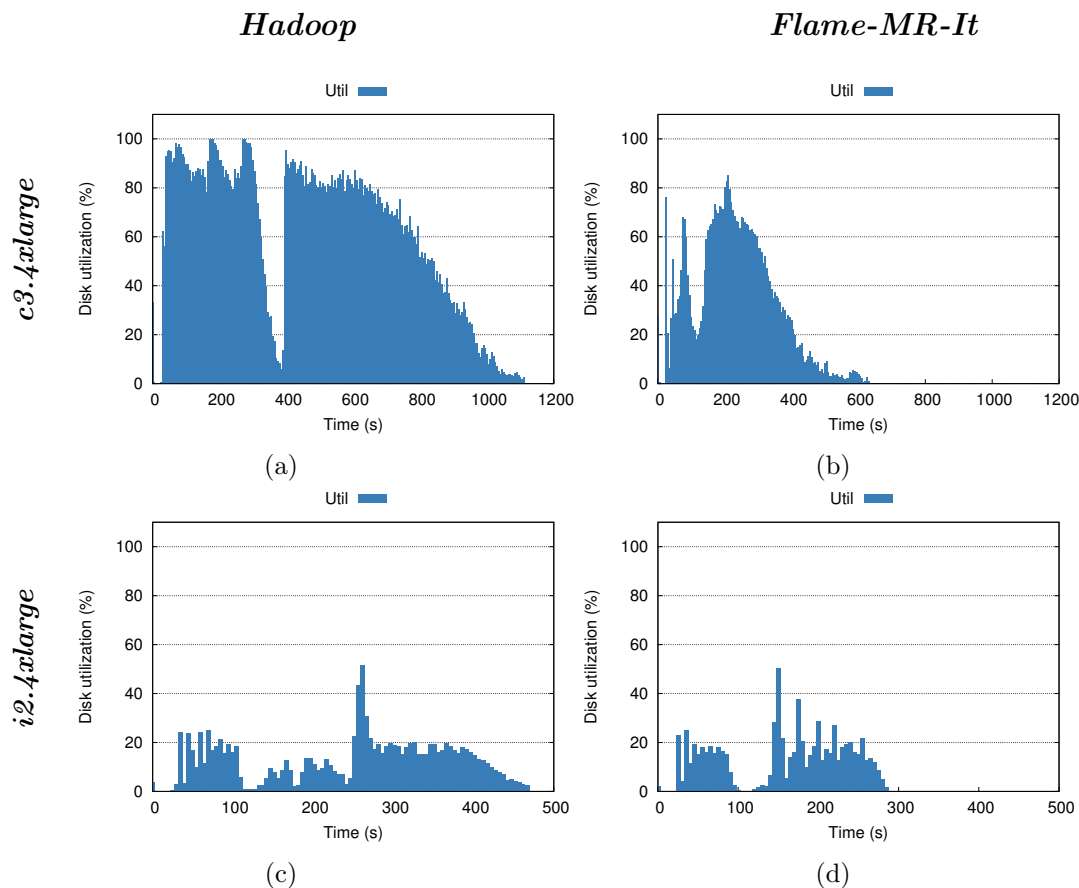 Hadoop
Flame-MR-It
c3.4xlarge
Util
Disk utilization (%)
100
80
60
40
20
0
0 200 400 600 800 1000 1200
Time (s)
(a)
Util
Disk utilization (%)
100
80
60
40
20
0
0 200 400 600 800 1000 1200
Time (s)
(b)
i2.4xlarge
Util
Disk utilization (%)
100
80
60
40
20
0
0 100 200 300 400 500
Time (s)
(c)
Util
Disk utilization (%)
100
80
60
40
20
0
0 100 200 300 400 500
Time (s)
(d)